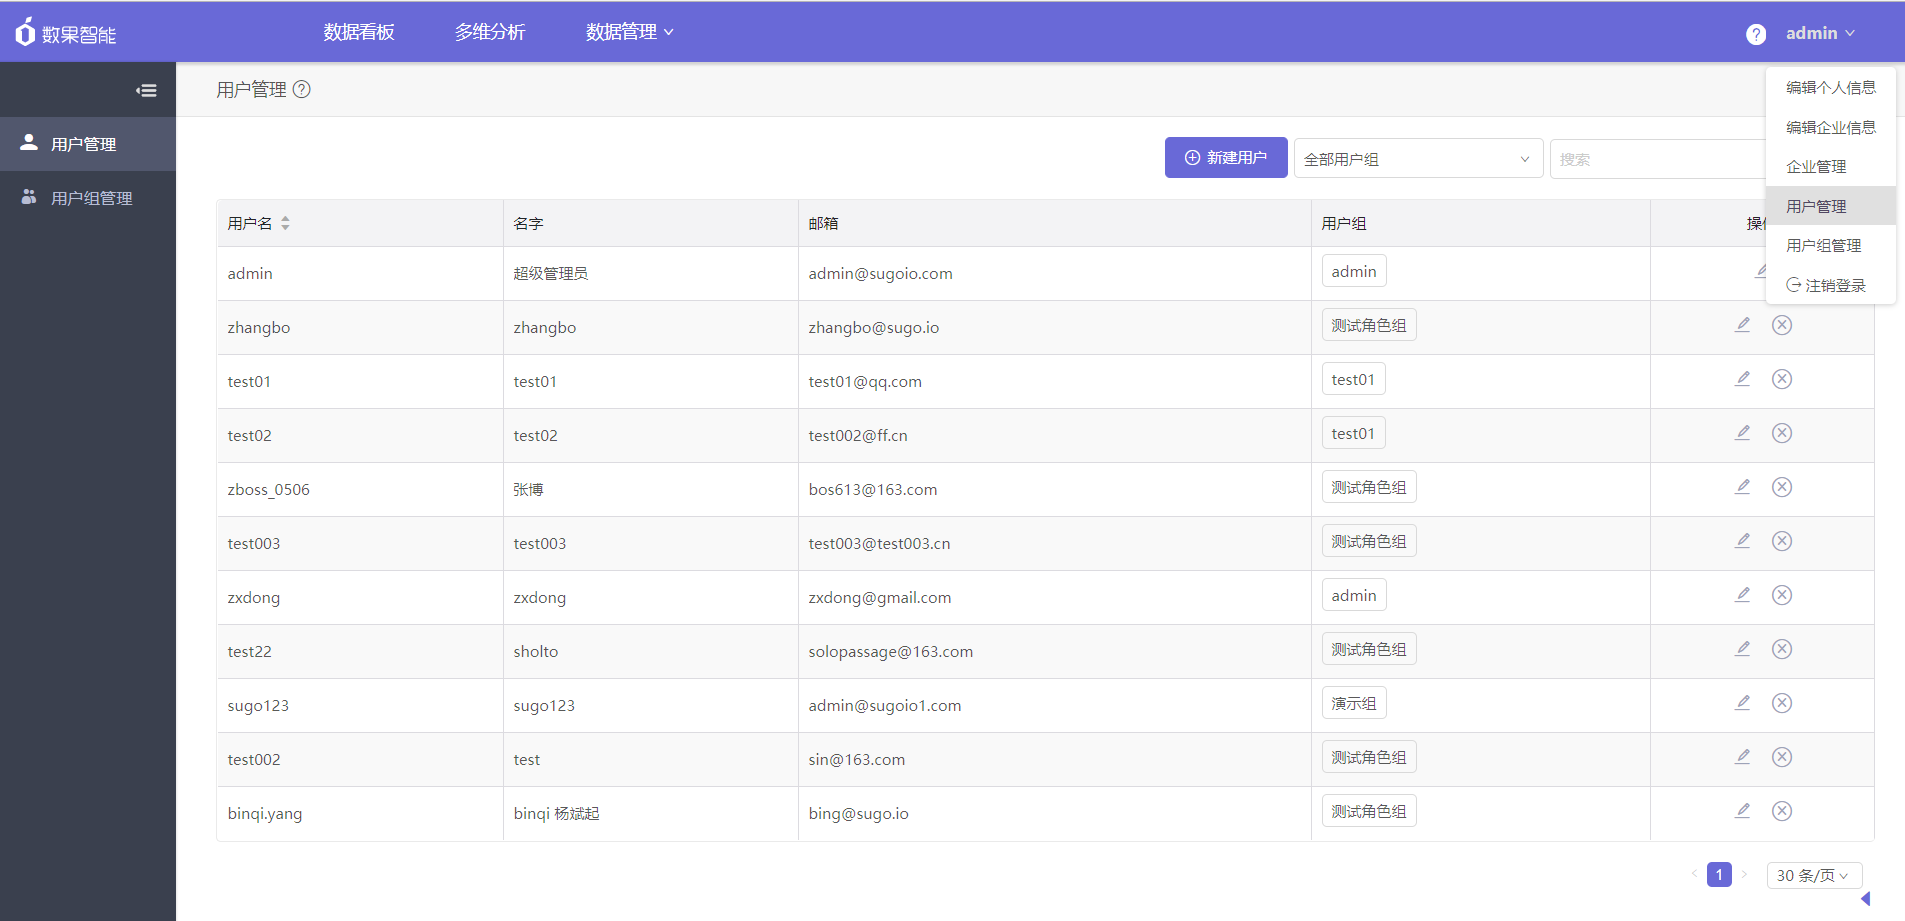 数果智能
数据看板
多维分析
数据管理
?
admin
用户管理 ?
编辑个人信息
编辑企业信息
企业管理
用户管理
用户组管理
注销登录
用户管理
用户组管理
新建用户
全部用户组
搜索
用户名 名字 邮箱 用户组
admin 超级管理员 admin@sugoio.com admin
zhangbo zhangbo zhangbo@sugo.io 测试角色组
test01 test01 test01@qq.com test01
test02 test02 test002@ff.cn test01
zboss_0506 张博 bos613@163.com 测试角色组
test003 test003 test003@test003.cn 测试角色组
zxdong zxdong zxdong@gmail.com admin
test22 sholto solopassage@163.com 测试角色组
sugo123 sugo123 admin@sugoio1.com 演示组
test002 test sin@163.com 测试角色组
binqi.yang binqi 杨斌起 bing@sugo.io 测试角色组
1
30 条/页